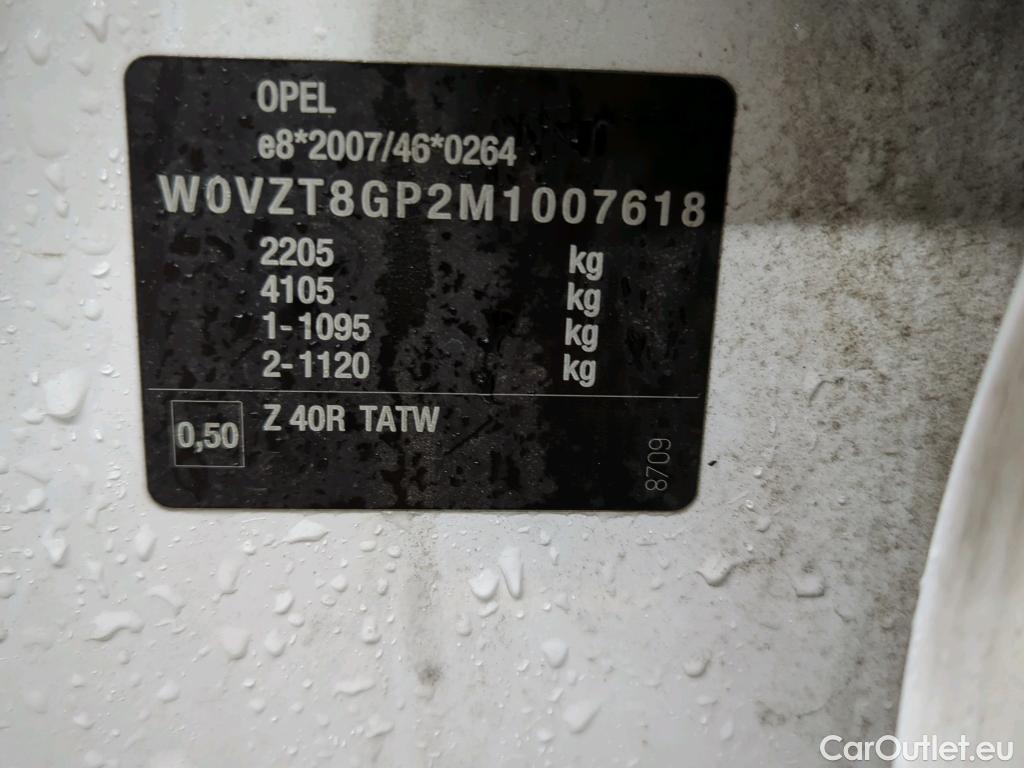 OPEL
e8*2007/46*0264
W0VZT8GP2M1007618
2205 kg
4105 kg
1-1095 kg
2-1120 kg
0,50 Z 40R TATW
8709
CarOutlet.eu